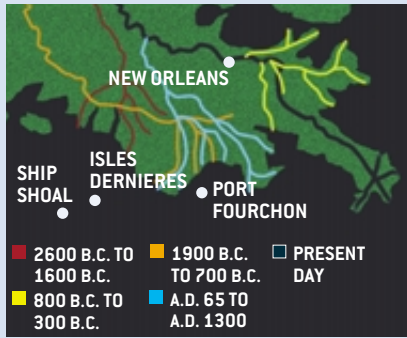 NEW ORLEANS
ISLES
DERNIERES
SHIP
SHOAL
PORT
FOURCHON
2600 B.C. TO
1600 B.C.
1900 B.C.
TO 700 B.C.
PRESENT
DAY
800 B.C. TO
300 B.C.
A.D. 65 TO
A.D. 1300